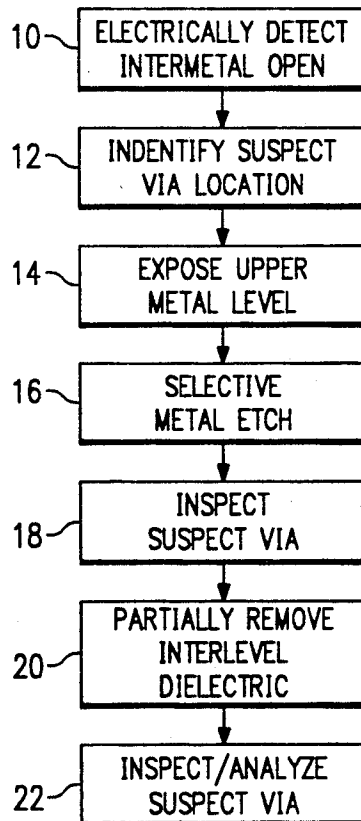 10
ELECTRICALLY DETECT
INTERMETAL OPEN
12
INDENTIFY SUSPECT
VIA LOCATION
14
EXPOSE UPPER
METAL LEVEL
16
SELECTIVE
METAL ETCH
18
INSPECT
SUSPECT VIA
20
PARTIALLY REMOVE
INTERLEVEL
DIELECTRIC
22
INSPECT/ANALYZE
SUSPECT VIA